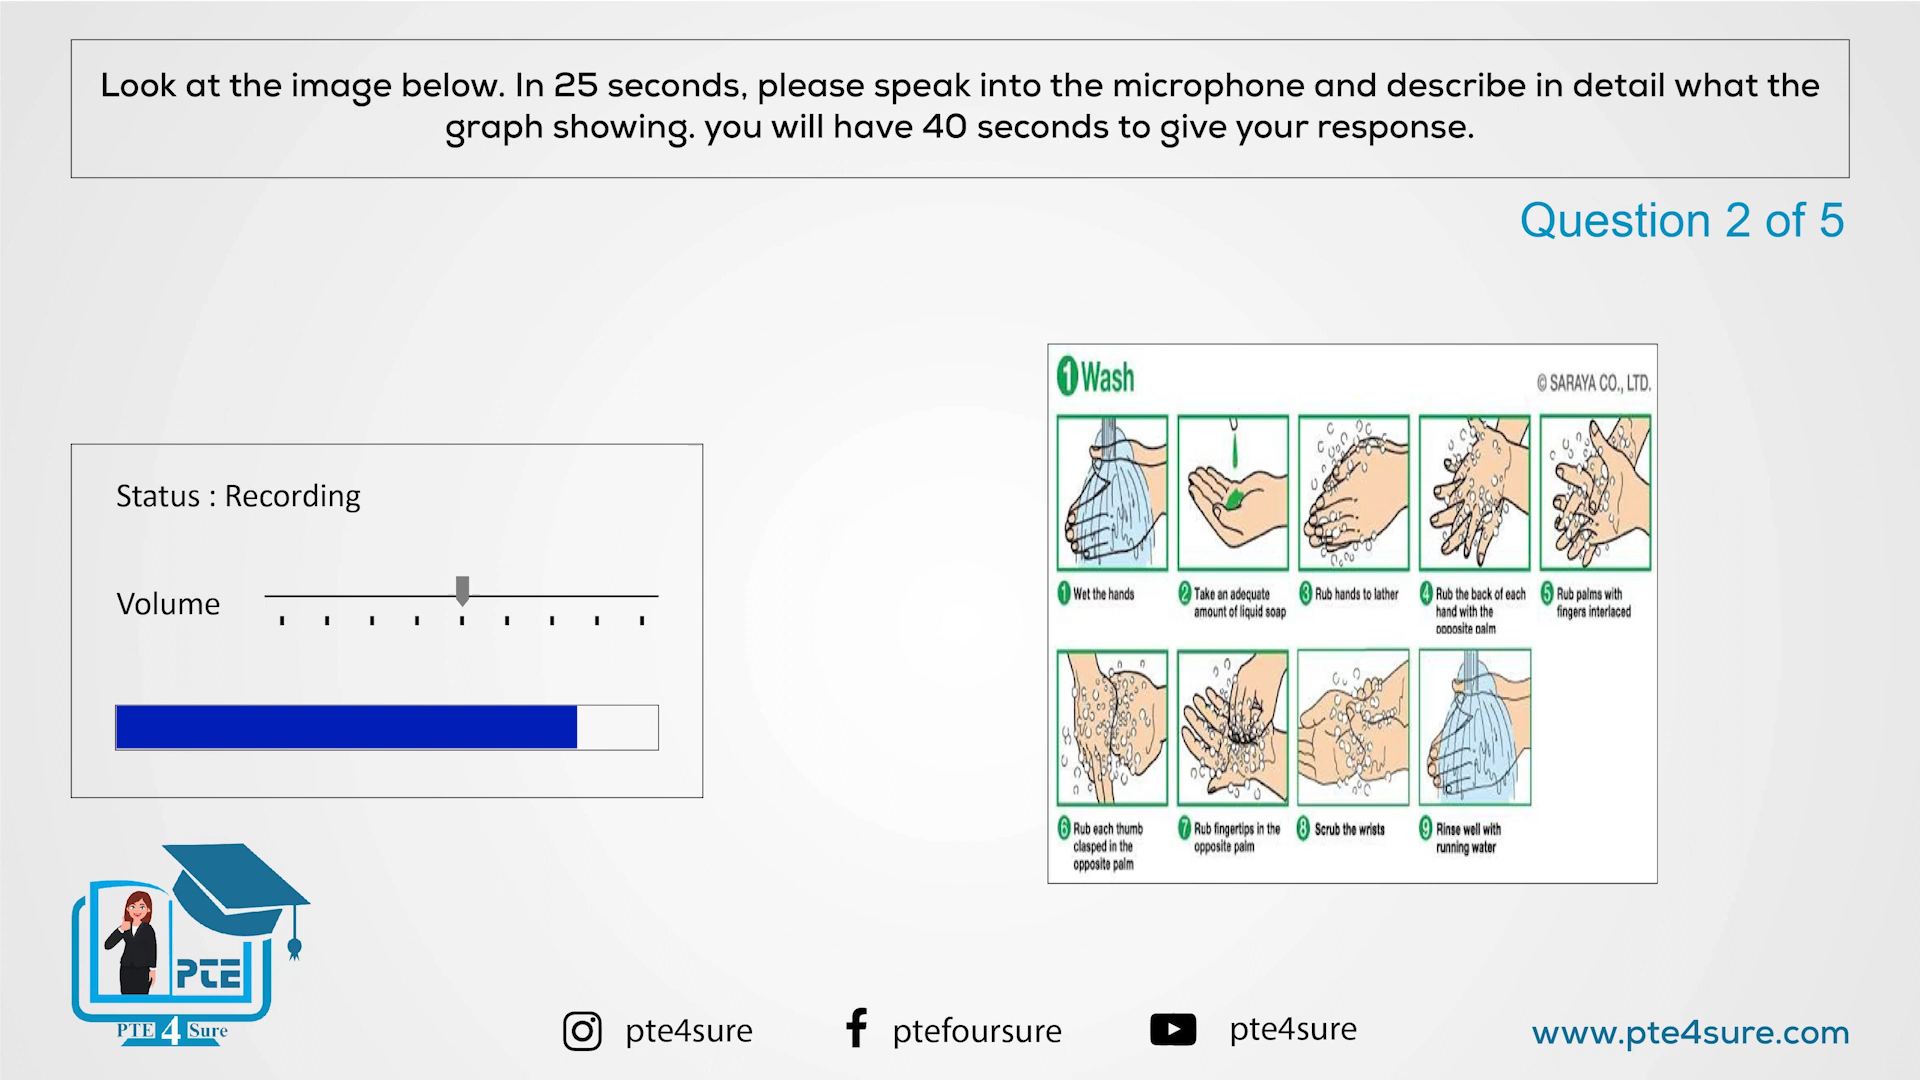 Look at the image below. In 25 seconds, please speak into the microphone and describe in detail what the
graph showing. you will have 40 seconds to give your response.
Question 2 of 5
Status : Recording
Volume
1 Wash
© SARAYA CO., LTD.
1 Wet the hands
2 Take an adequate
amount of liquid soap
3 Rub hands to lather
4 Rub the back of each
hand with the
opposite palm
5 Rub palms with
fingers interlaced
6 Rub each thumb
clasped in the
opposite palm
7 Rub fingertips in the
opposite palm
8 Scrub the wrists
9 Rinse well with
running water
PTE
PTE 4 Sure
pte4sure
ptefoursure
pte4sure
www.pte4sure.com